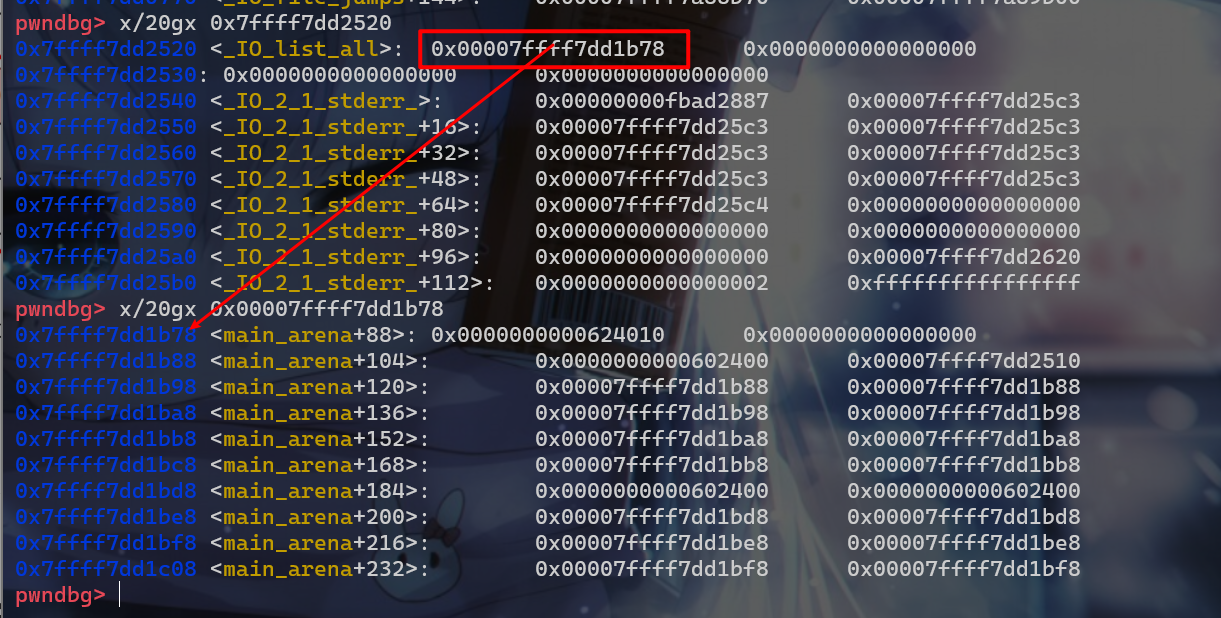 pwndbg> x/20gx 0x7ffff7dd2520
0x7ffff7dd2520 <_IO_list_all>: 0x00007ffff7dd1b78 0x0000000000000000
0x7ffff7dd2530: 0x0000000000000000 0x0000000000000000
0x7ffff7dd2540 <_IO_2_1_stderr_>: 0x00000000fbad2887 0x00007ffff7dd25c3
0x7ffff7dd2550 <_IO_2_1_stderr_+16>: 0x00007ffff7dd25c3 0x00007ffff7dd25c3
0x7ffff7dd2560 <_IO_2_1_stderr_+32>: 0x00007ffff7dd25c3 0x00007ffff7dd25c3
0x7ffff7dd2570 <_IO_2_1_stderr_+48>: 0x00007ffff7dd25c3 0x00007ffff7dd25c3
0x7ffff7dd2580 <_IO_2_1_stderr_+64>: 0x00007ffff7dd25c4 0x0000000000000000
0x7ffff7dd2590 <_IO_2_1_stderr_+80>: 0x0000000000000000 0x0000000000000000
0x7ffff7dd25a0 <_IO_2_1_stderr_+96>: 0x0000000000000000 0x00007ffff7dd2620
0x7ffff7dd25b0 <_IO_2_1_stderr_+112>: 0x0000000000000002 0xffffffffffffffff
pwndbg> x/20gx 0x00007ffff7dd1b78
0x7ffff7dd1b78 <main_arena+88>: 0x0000000000624010 0x0000000000000000
0x7ffff7dd1b88 <main_arena+104>: 0x0000000000602400 0x00007ffff7dd2510
0x7ffff7dd1b98 <main_arena+120>: 0x00007ffff7dd1b88 0x00007ffff7dd1b88
0x7ffff7dd1ba8 <main_arena+136>: 0x00007ffff7dd1b98 0x00007ffff7dd1b98
0x7ffff7dd1bb8 <main_arena+152>: 0x00007ffff7dd1ba8 0x00007ffff7dd1ba8
0x7ffff7dd1bc8 <main_arena+168>: 0x00007ffff7dd1bb8 0x00007ffff7dd1bb8
0x7ffff7dd1bd8 <main_arena+184>: 0x0000000000602400 0x0000000000602400
0x7ffff7dd1be8 <main_arena+200>: 0x00007ffff7dd1bd8 0x00007ffff7dd1bd8
0x7ffff7dd1bf8 <main_arena+216>: 0x00007ffff7dd1be8 0x00007ffff7dd1be8
0x7ffff7dd1c08 <main_arena+232>: 0x00007ffff7dd1bf8 0x00007ffff7dd1bf8
pwndbg>